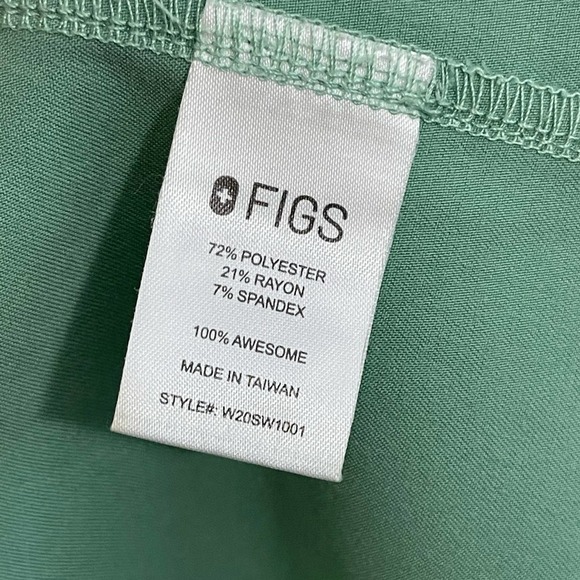 FIGS
72% POLYESTER
21% RAYON
7% SPANDEX
100% AWESOME
MADE IN TAIWAN
STYLE#: W20SW1001